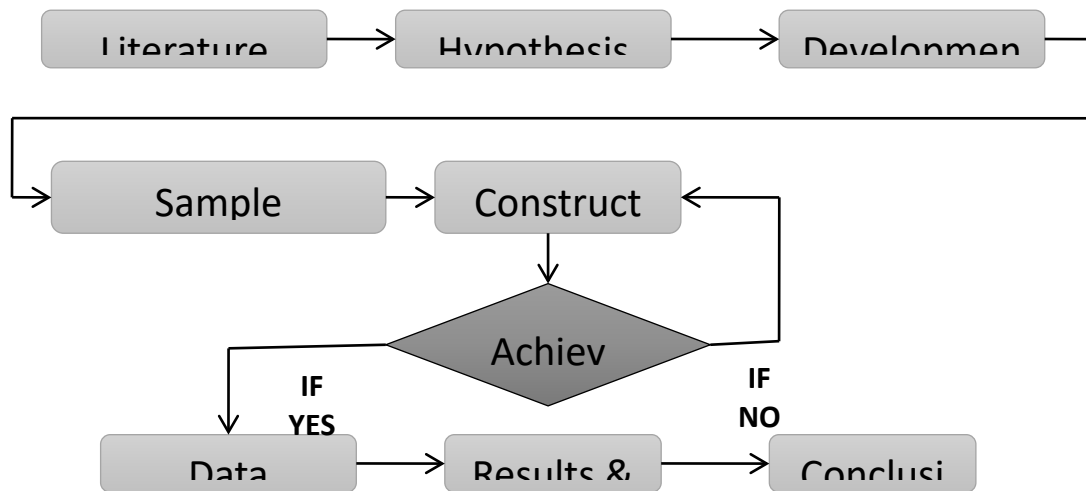 Literature
Hypothesis
Developmen
Sample
Construct
Achiev
IF
YES
IF
NO
Data
Results &
Conclusi